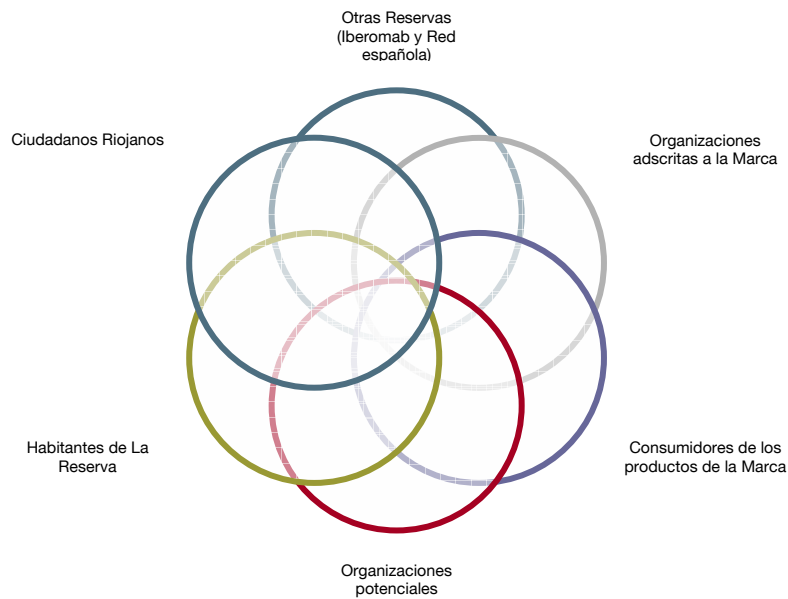 Otras Reservas
(Iberomab y Red
española)
Ciudadanos Riojanos
Organizaciones
adscritas a la Marca
Habitantes de La
Reserva
Consumidores de los
productos de la Marca
Organizaciones
potenciales